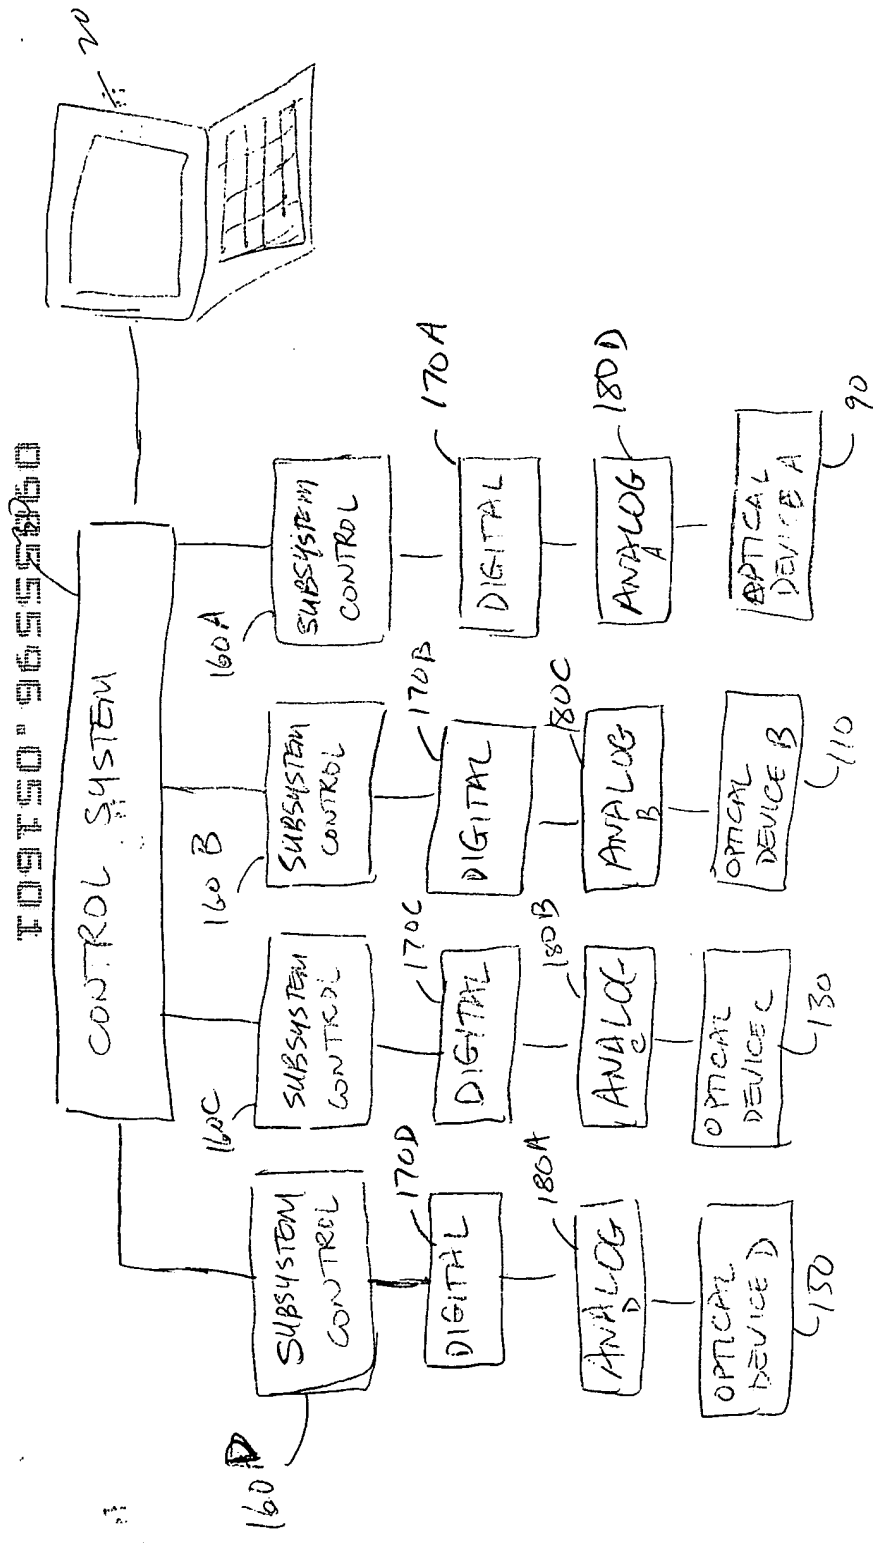 09855596.051601
20
CONTROL SYSTEM
160D
SUBSYSTEM
CONTROL
160C
SUBSYSTEM
CONTROL
160B
SUBSYSTEM
CONTROL
160A
SUBSYSTEM
CONTROL
170D
DIGITAL
170C
DIGITAL
170B
DIGITAL
170A
DIGITAL
180A
ANALOG
D
180B
ANALOG
C
180C
ANALOG
B
180D
ANALOG
A
OPTICAL
DEVICE D
150
OPTICAL
DEVICE C
130
OPTICAL
DEVICE B
110
OPTICAL
DEVICE A
90